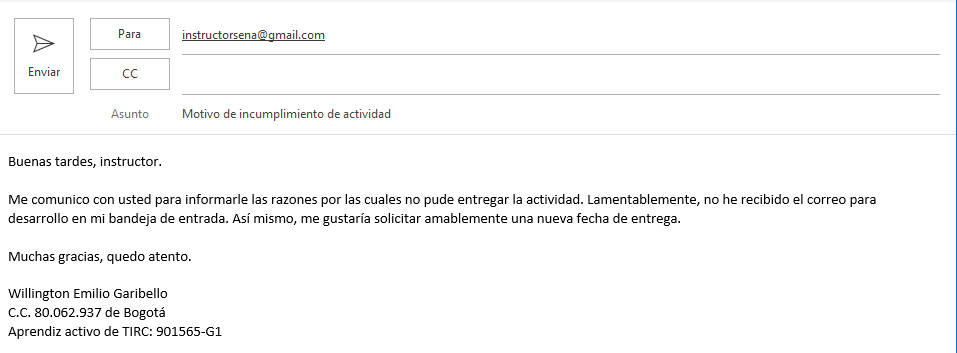 Para
instructorsena@gmail.com
Enviar
CC
Asunto
Motivo de incumplimiento de actividad
Buenas tardes, instructor.
Me comunico con usted para informarle las razones por las cuales no pude entregar la actividad. Lamentablemente, no he recibido el correo para
desarrollo en mi bandeja de entrada. Así mismo, me gustaría solicitar amablemente una nueva fecha de entrega.
Muchas gracias, quedo atento.
Willington Emilio Garibello
C.C. 80.062.937 de Bogotá
Aprendiz activo de TIRC: 901565-G1